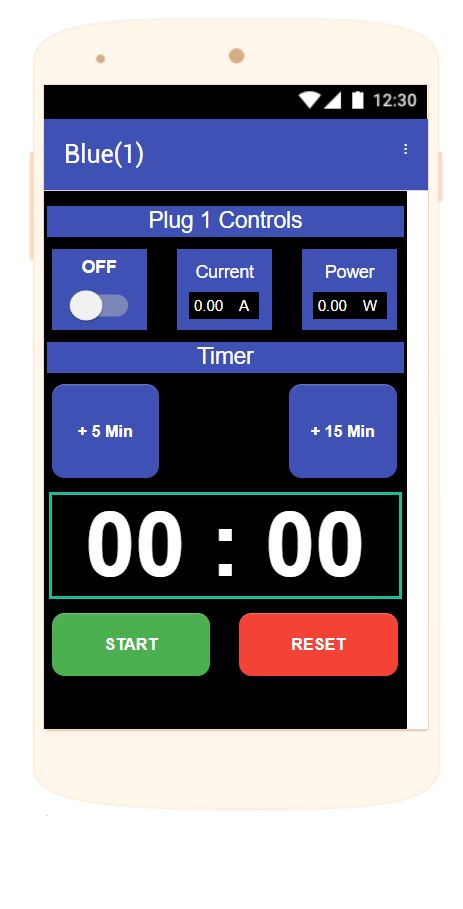 12:30
Blue(1)
Plug 1 Controls
OFF
Current
Power
0.00 A
0.00 W
Timer
+ 5 Min
+ 15 Min
00 : 00
START
RESET